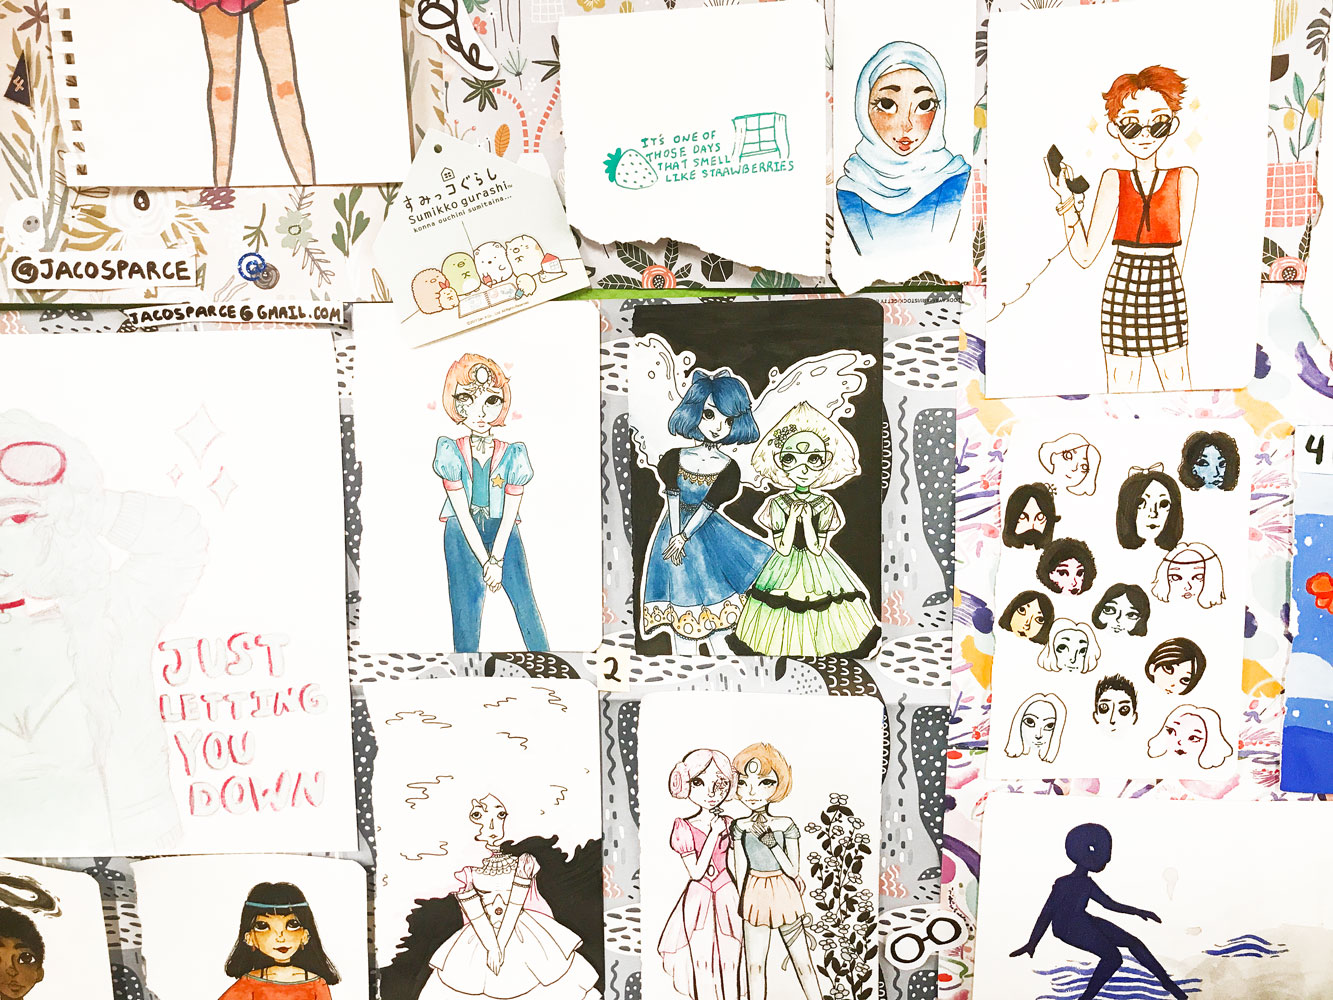 4
@JACOSPARCE
JACOSPARCE@GMAIL.COM
すみっコぐらし
Sumikko gurashi
konna ouchini sumitaina...
IT'S ONE OF
THOSE DAYS
THAT SMELL
LIKE STRAWBERRIES
JUST
LETTING
YOU
DOWN
2
4